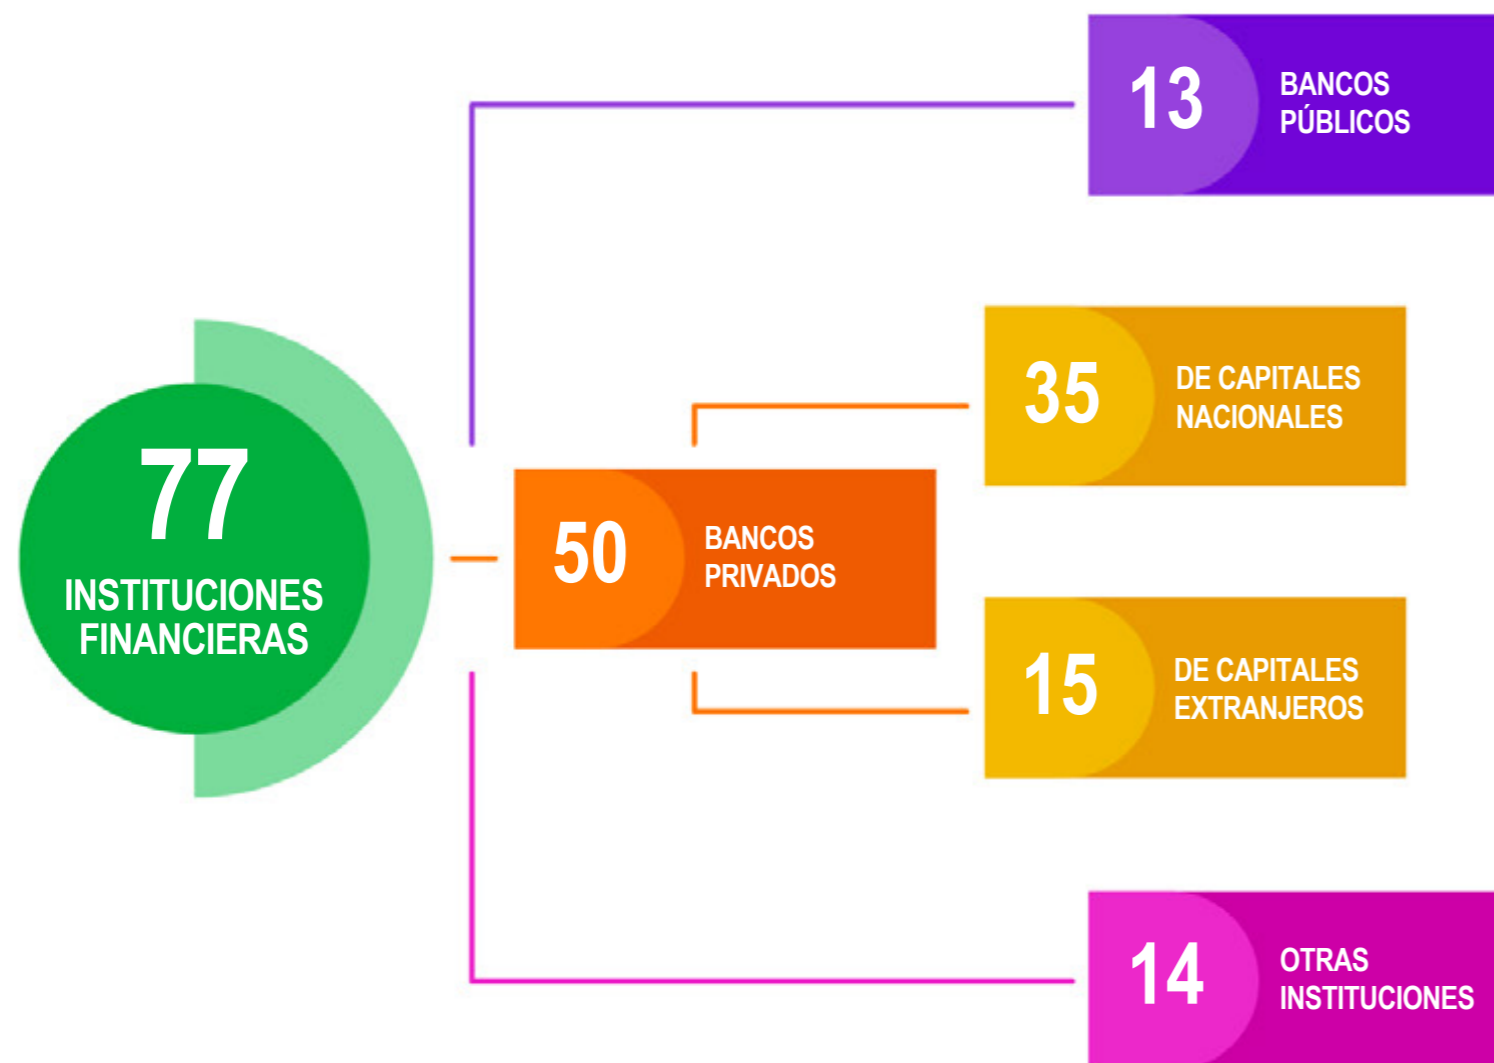 13
BANCOS
PÚBLICOS
35
DE CAPITALES
NACIONALES
77
INSTITUCIONES
FINANCIERAS
50
BANCOS
PRIVADOS
15
DE CAPITALES
EXTRANJEROS
14
OTRAS
INSTITUCIONES